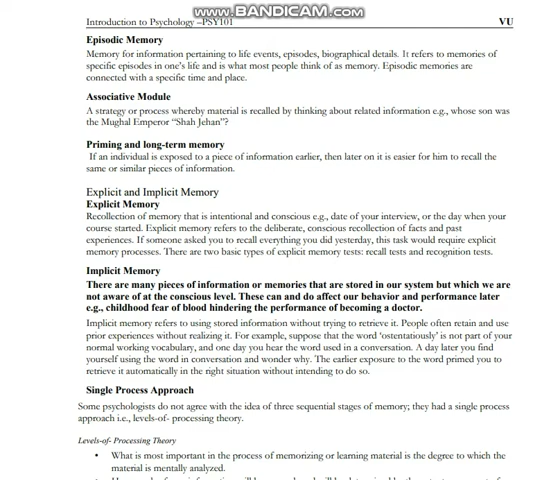 WWW.BANDICAM.COM
Introduction to Psychology –PSY101 VU
Episodic Memory
Memory for information pertaining to life events, episodes, biographical details. It refers to memories of
specific episodes in one's life and is what most people think of as memory. Episodic memories are
connected with a specific time and place.
Associative Module
A strategy or process whereby material is recalled by thinking about related information e.g., whose son was
the Mughal Emperor “Shah Jehan”?
Priming and long-term memory
If an individual is exposed to a piece of information earlier, then later on it is easier for him to recall the
same or similar pieces of information.
Explicit and Implicit Memory
Explicit Memory
Recollection of memory that is intentional and conscious e.g., date of your interview, or the day when your
course started. Explicit memory refers to the deliberate, conscious recollection of facts and past
experiences. If someone asked you to recall everything you did yesterday, this task would require explicit
memory processes. There are two basic types of explicit memory tests: recall tests and recognition tests.
Implicit Memory
There are many pieces of information or memories that are stored in our system but which we are
not aware of at the conscious level. These can and do affect our behavior and performance later
e.g., childhood fear of blood hindering the performance of becoming a doctor.
Implicit memory refers to using stored information without trying to retrieve it. People often retain and use
prior experiences without realizing it. For example, suppose that the word ‘ostentatiously’ is not part of your
normal working vocabulary, and one day you hear the word used in a conversation. A day later you find
yourself using the word in conversation and wonder why. The earlier exposure to the word primed you to
retrieve it automatically in the right situation without intending to do so.
Single Process Approach
Some psychologists do not agree with the idea of three sequential stages of memory; they had a single process
approach i.e., levels-of- processing theory.
Levels-of- Processing Theory
• What is most important in the process of memorizing or learning material is the degree to which the
material is mentally analyzed.